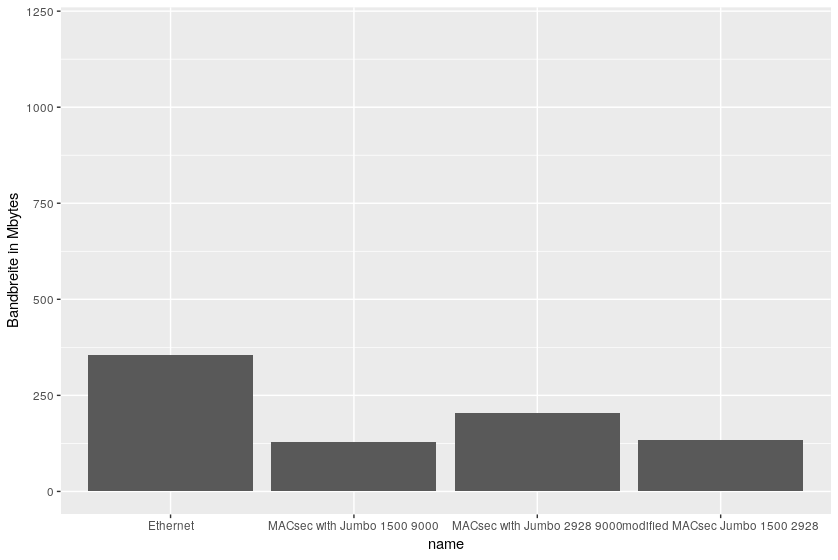 1250
1000
750
500
250
0
Bandbreite in Mbytes
Ethernet
MACsec with Jumbo 1500 9000
MACsec with Jumbo 2928 9000
modified MACsec Jumbo 1500 2928
name